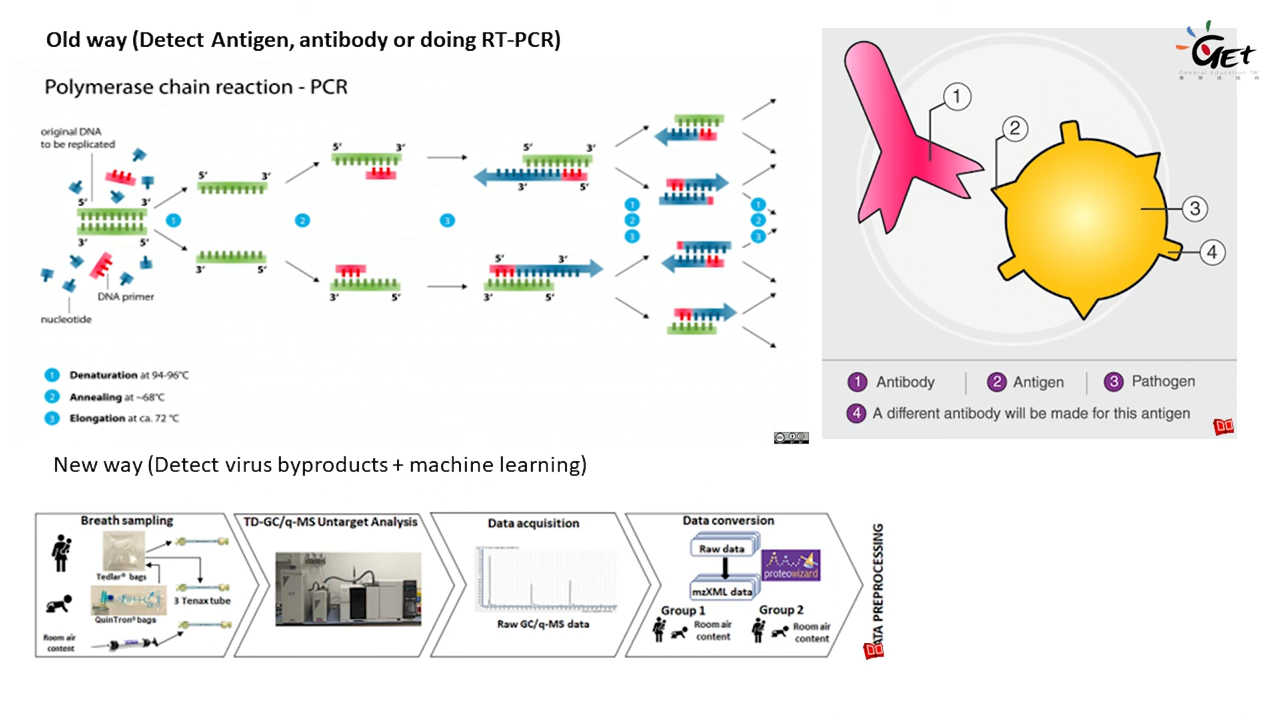 Old way (Detect Antigen, antibody or doing RT-PCR)
GET
Polymerase chain reaction - PCR
original DNA
to be replicated
5' 3'
3' 5'
DNA primer
nucleotide
1
5' 3'
3' 5'
2
5' 3'
3' 5'
3
5' 3'
3' 5'
5' 3'
3' 5'
1
2
3
1
2
3
1 Denaturation at 94-96°C
2 Annealing at ~68°C
3 Elongation at ca. 72 °C
1
2
3
4
1 Antibody
2 Antigen
3 Pathogen
4 A different antibody will be made for this antigen
New way (Detect virus byproducts + machine learning)
Breath sampling
Tedlar® bags
QuinTron® bags
3 Tenax tube
Room air
content
TD-GC/q-MS Untarget Analysis
Data acquisition
Raw GC/q-MS data
Data conversion
Raw data
mzXML data
proteowizard
Group 1
Room air
content
Group 2
Room air
content
DATA PREPROCESSING